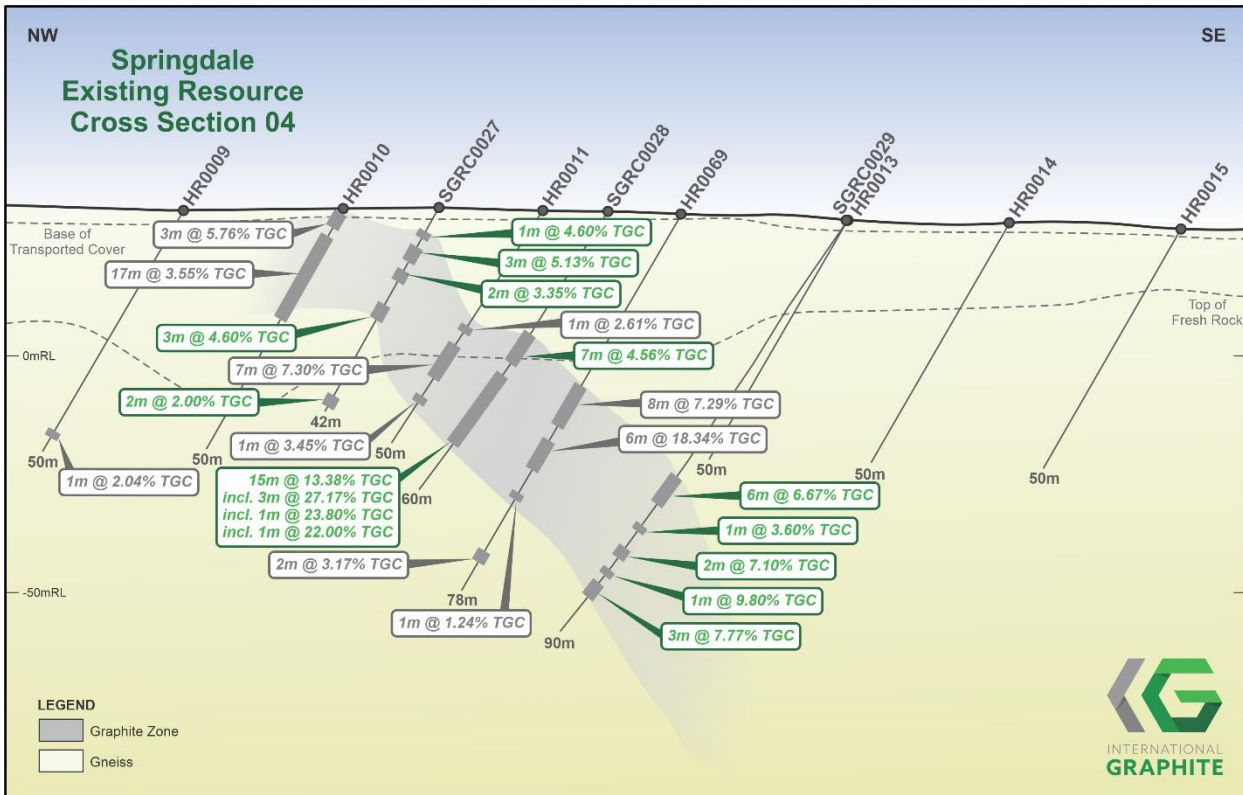 NW
SE
Springdale
Existing Resource
Cross Section 04
HR0009
HR0010
SGRC0027
HR0011
SGRC0028
HR0069
SGRC0029
HR0013
HR0014
HR0015
Base of
Transported Cover
3m @ 5.76% TGC
1m @ 4.60% TGC
3m @ 5.13% TGC
17m @ 3.55% TGC
2m @ 3.35% TGC
Top of
Fresh Rock
1m @ 2.61% TGC
3m @ 4.60% TGC
0mRL
7m @ 4.56% TGC
7m @ 7.30% TGC
2m @ 2.00% TGC
8m @ 7.29% TGC
42m
1m @ 3.45% TGC
6m @ 18.34% TGC
50m
50m
50m
50m
50m
50m
1m @ 2.04% TGC
15m @ 13.38% TGC
incl. 3m @ 27.17% TGC
incl. 1m @ 23.80% TGC
incl. 1m @ 22.00% TGC
60m
6m @ 6.67% TGC
1m @ 3.60% TGC
2m @ 3.17% TGC
2m @ 7.10% TGC
-50mRL
78m
1m @ 9.80% TGC
1m @ 1.24% TGC
90m
3m @ 7.77% TGC
LEGEND
Graphite Zone
Gneiss
INTERNATIONAL
GRAPHITE